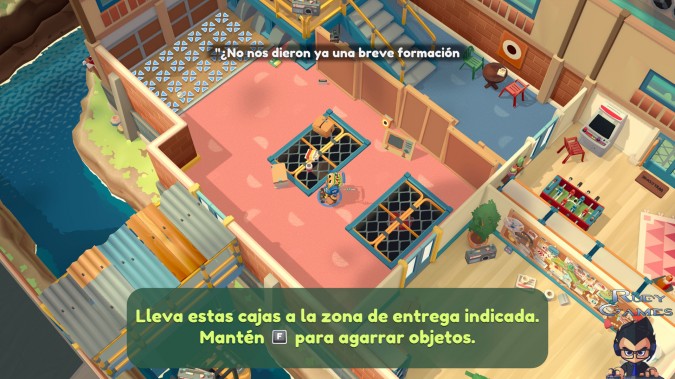 "¿No nos dieron ya una breve formación
Lleva estas cajas a la zona de entrega indicada.
Mantén F para agarrar objetos.
Ruby
Games